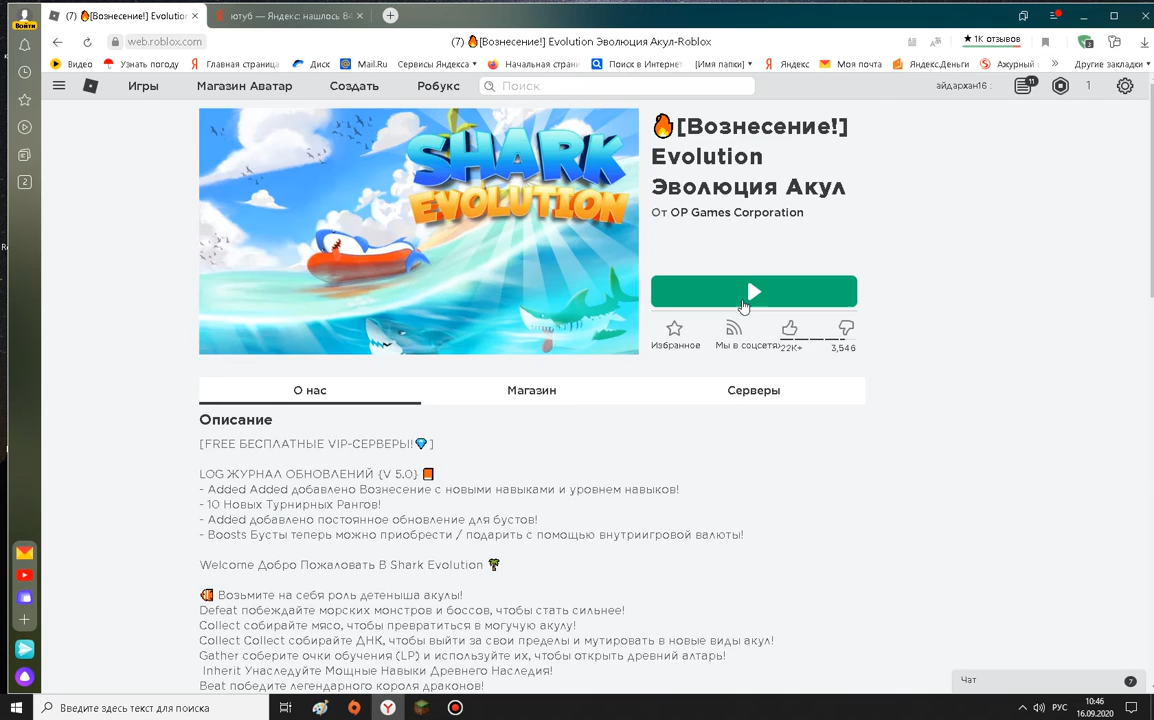 Войти
(7) 🔥[Вознесение!] Evolution
ютуб — Яндекс: нашлось 84
web.roblox.com
(7) 🔥[Вознесение!] Evolution Эволюция Акул-Roblox
★ 1K отзывов
Видео
Узнать погоду
Главная страница
Диск
Mail.Ru
Сервисы Яндекса
Начальная стран
Поиск в Интернет
[Имя папки]
Яндекс
Моя почта
Яндекс.Деньги
Ажурный
Другие закладки
Игры
Магазин Аватар
Создать
Робукс
Поиск
айдархан16 :
11
1
2
3
SHARK
EVOLUTION
🔥[Вознесение!]
Evolution
Эволюция Акул
От OP Games Corporation
Избранное
Мы в соцсетя
22K+
3,546
О нас
Магазин
Серверы
Описание
[FREE БЕСПЛАТНЫЕ VIP-СЕРВЕРЫ!💎]
LOG ЖУРНАЛ ОБНОВЛЕНИЙ {V 5.0} 📙
- Added Added добавлено Вознесение с новыми навыками и уровнем навыков!
- 10 Новых Турнирных Рангов!
- Added добавлено постоянное обновление для бустов!
- Boosts Бусты теперь можно приобрести / подарить с помощью внутриигровой валюты!
Welcome Добро Пожаловать В Shark Evolution 🌴
Возьмите на себя роль детеныша акулы!
Defeat побеждайте морских монстров и боссов, чтобы стать сильнее!
Collect собирайте мясо, чтобы превратиться в могучую акулу!
Collect Collect собирайте ДНК, чтобы выйти за свои пределы и мутировать в новые виды акул!
Gather соберите очки обучения (LP) и используйте их, чтобы открыть древний алтарь!
Inherit Унаследуйте Мощные Навыки Древнего Наследия!
Beat победите легендарного короля драконов!
Чат
7
Введите здесь текст для поиска
РУС
10:46
16.09.2020